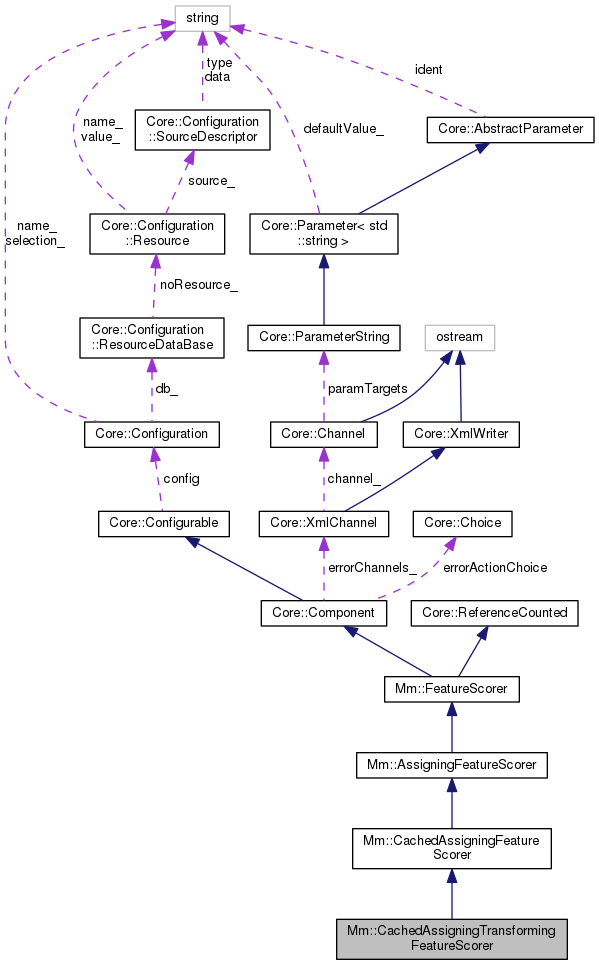 string
ident
type
data
name_
value_
defaultValue_
Core::Configuration
::SourceDescriptor
Core::AbstractParameter
source_
name_
selection_
Core::Configuration
::Resource
Core::Parameter< std
::string >
noResource_
Core::Configuration
::ResourceDataBase
Core::ParameterString
ostream
db_
paramTargets
Core::Configuration
Core::Channel
Core::XmlWriter
config
channel_
Core::Configurable
Core::XmlChannel
Core::Choice
errorChannels_
errorActionChoice
Core::Component
Core::ReferenceCounted
Mm::FeatureScorer
Mm::AssigningFeatureScorer
Mm::CachedAssigningFeature
Scorer
Mm::CachedAssigningTransforming
FeatureScorer